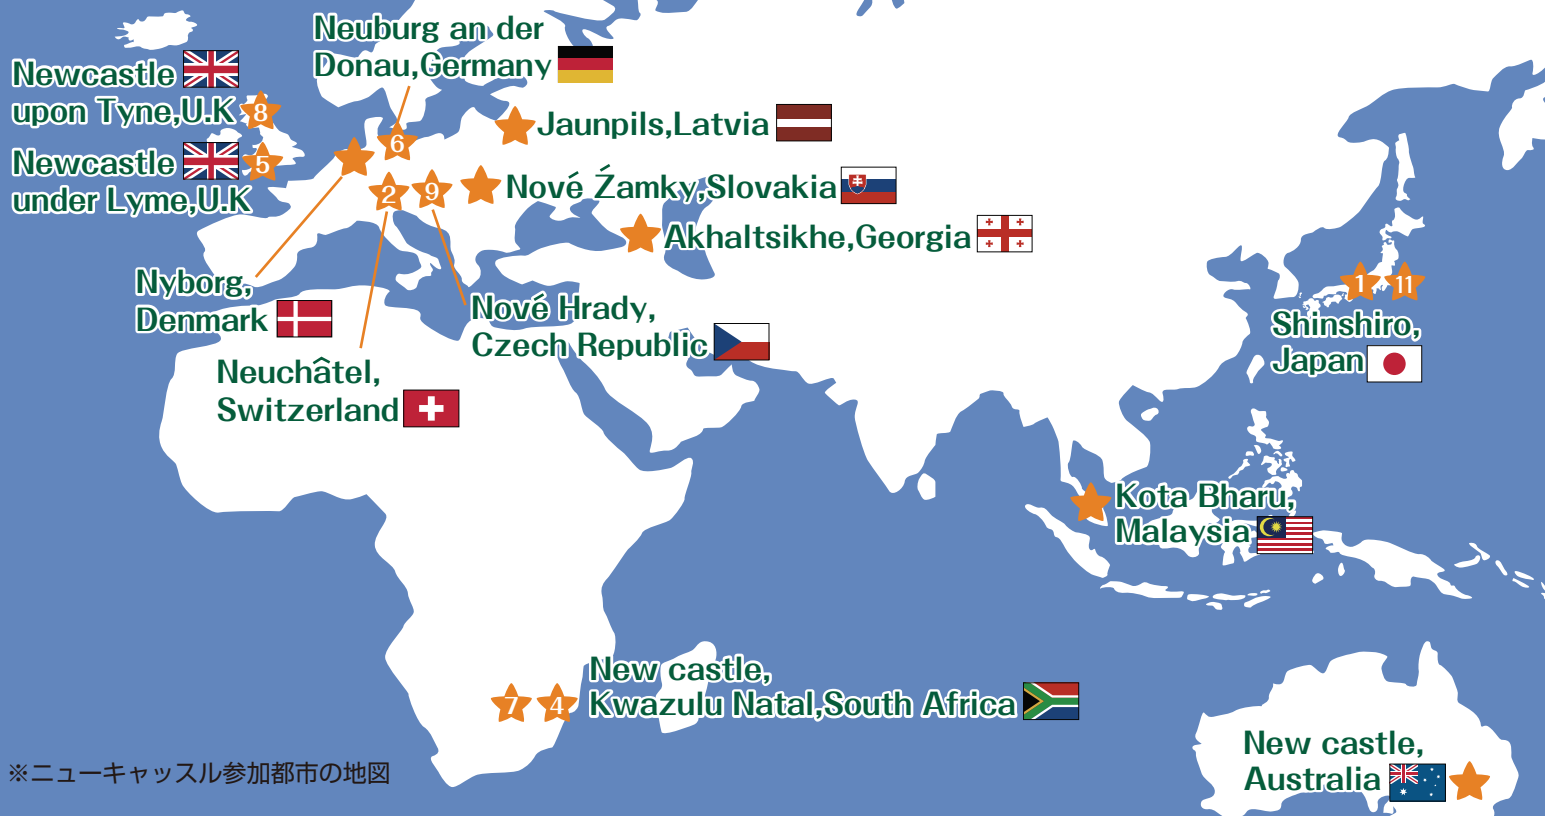 Neuburg an der
Donau,Germany
Newcastle
upon Tyne,U.K
8
6
Jaunpils,Latvia
Newcastle
under Lyme,U.K
5
2
9
Nové Źamky,Slovakia
Akhaltsikhe,Georgia
Nyborg,
Denmark
Nové Hrady,
Czech Republic
Neuchâtel,
Switzerland
1
11
Shinshiro,
Japan
Kota Bharu,
Malaysia
7
4
New castle,
Kwazulu Natal,South Africa
New castle,
Australia
※ニューキャッスル参加都市の地図